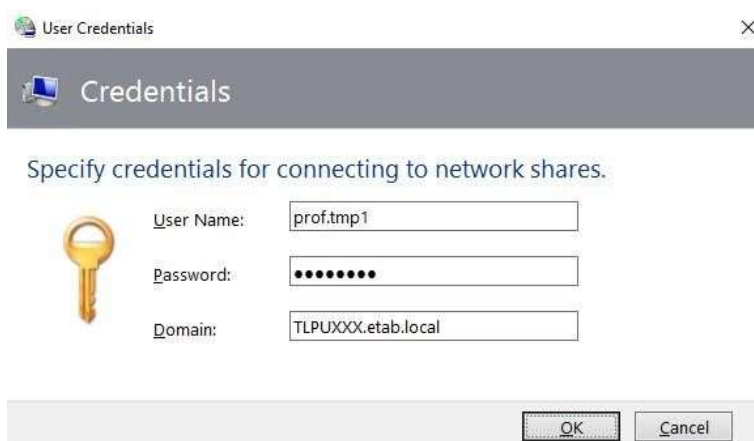 User Credentials
Credentials
Specify credentials for connecting to network shares.
User Name: prof.tmp1
Password: ●●●●●●●●
Domain: TLPUXXX.etab.local
OK Cancel